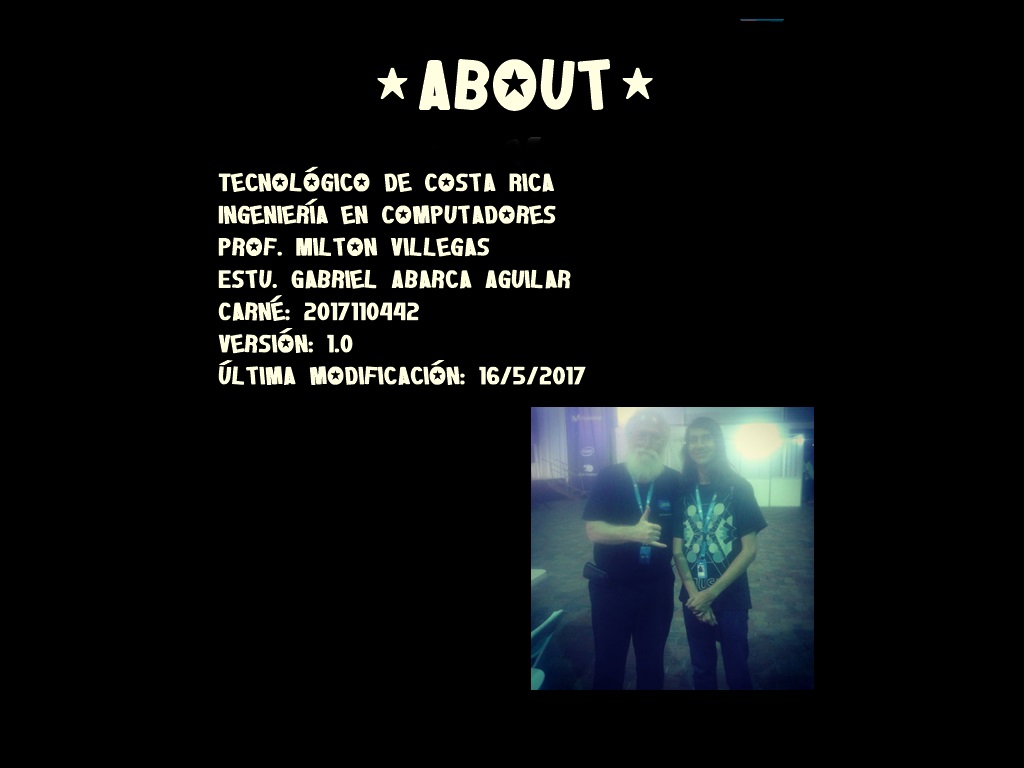 ABOUT
TECNOLÓGICO DE COSTA RICA
INGENIERÍA EN COMPUTADORES
PROF. MILTON VILLEGAS
ESTU. GABRIEL ABARCA AGUILAR
CARNÉ: 2017110442
VERSIÓN: 1.0
ÚLTIMA MODIFICACIÓN: 16/5/2017